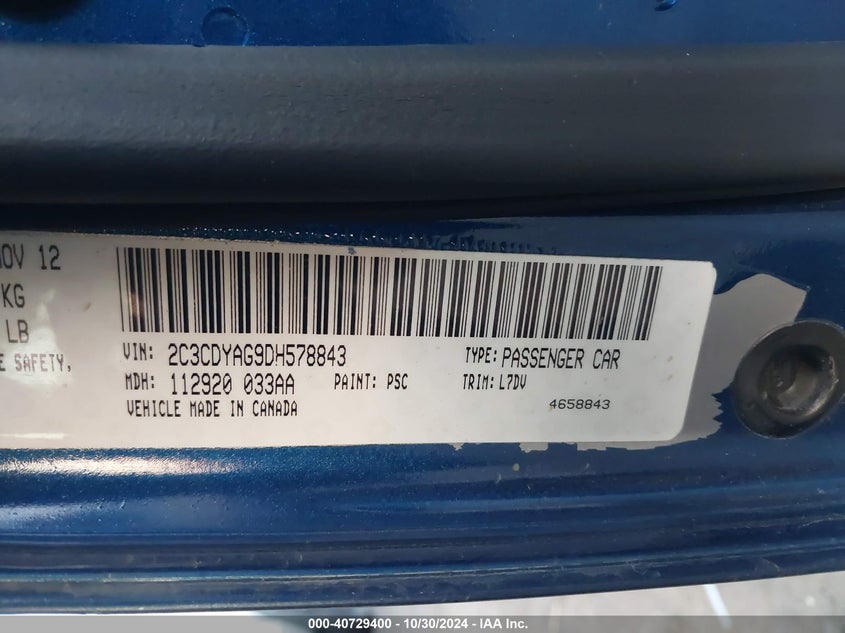 NOV 12
KG
LB
E SAFETY,
VIN: 2C3CDYAG9DH578843
TYPE: PASSENGER CAR
MDH: 112920 033AA
PAINT: PSC
TRIM: L7DV
VEHICLE MADE IN CANADA
4658843
000-40729400 - 10/30/2024 - IAA Inc.